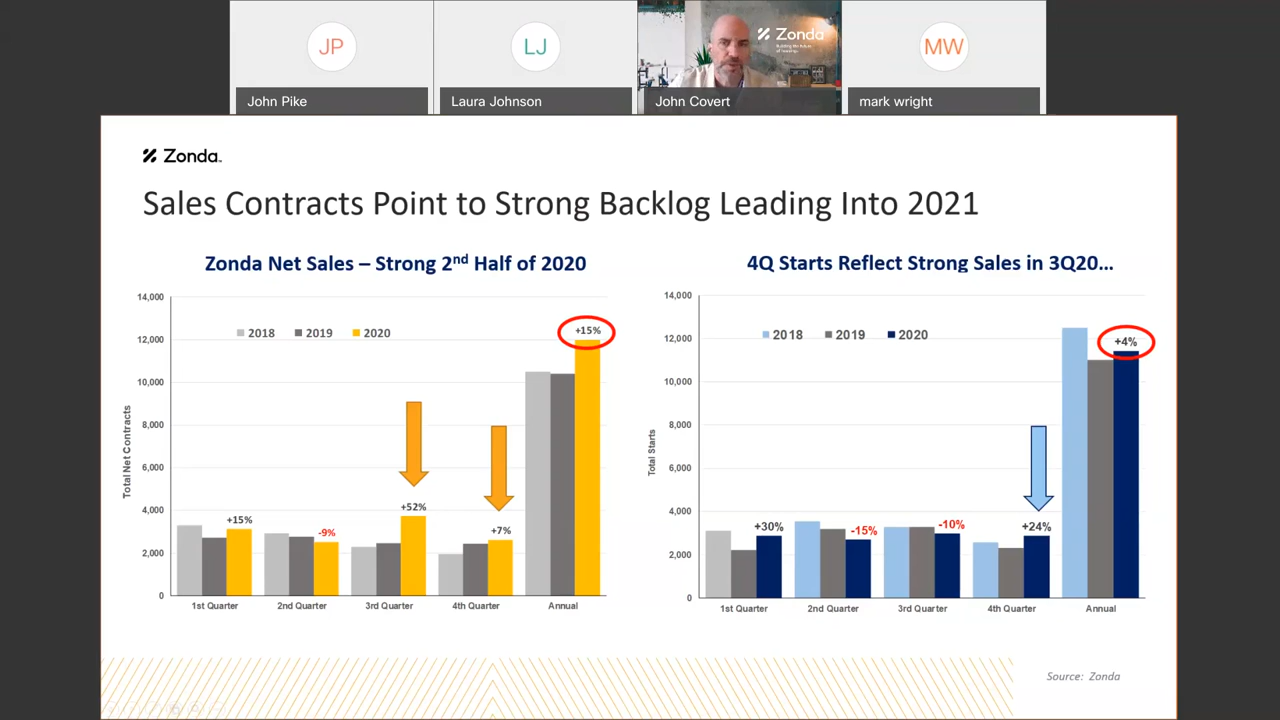 JP
LJ
Zonda
MW
John Pike
Laura Johnson
John Covert
mark wright
Zonda
Sales Contracts Point to Strong Backlog Leading Into 2021
Zonda Net Sales – Strong 2nd Half of 2020
14,000
12,000
10,000
8,000
6,000
4,000
2,000
0
Total Net Contracts
2018 2019 2020
+15%
-9%
+52%
+7%
+15%
1st Quarter 2nd Quarter 3rd Quarter 4th Quarter Annual
4Q Starts Reflect Strong Sales in 3Q20...
14,000
12,000
10,000
8,000
6,000
4,000
2,000
0
Total Starts
2018 2019 2020
+30%
-15%
-10%
+24%
+4%
1st Quarter 2nd Quarter 3rd Quarter 4th Quarter Annual
Source: Zonda